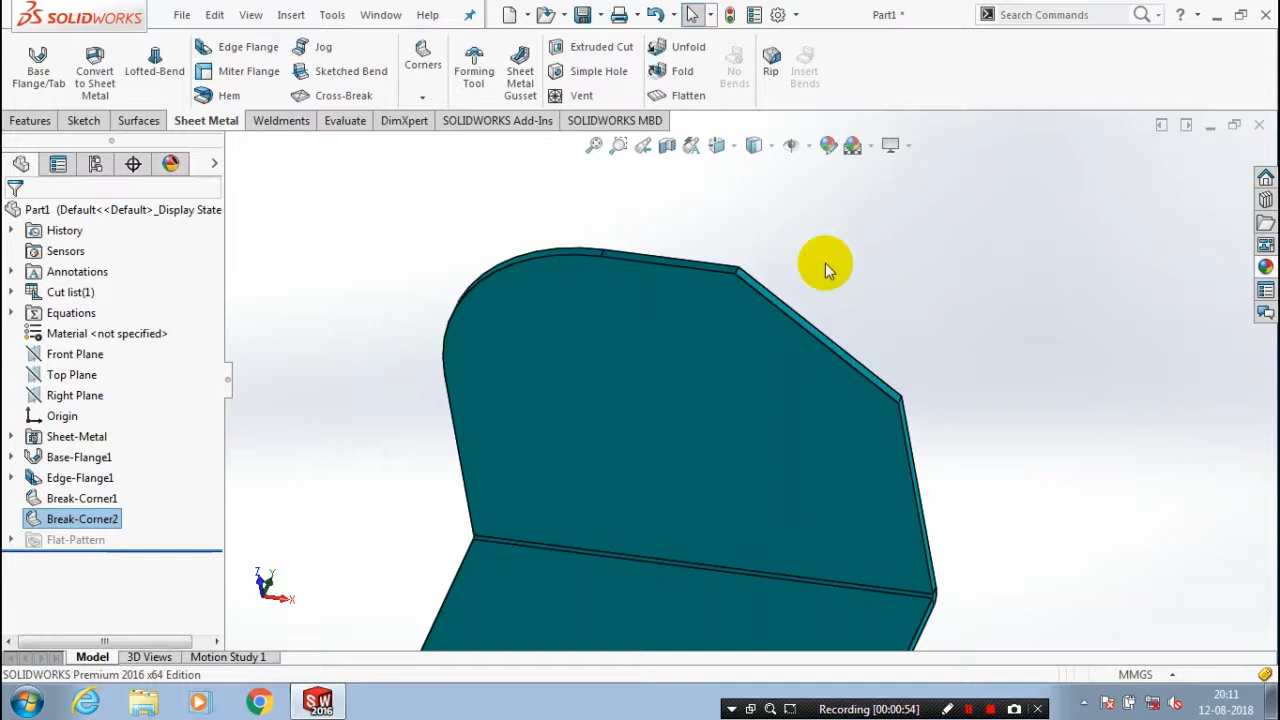 SOLIDWORKS File Edit View Insert Tools Window Help Part1 * Search Commands
Base Flange/Tab
Convert to Sheet Metal
Lofted-Bend
Edge Flange
Miter Flange
Hem
Jog
Sketched Bend
Cross-Break
Corners
Forming Tool
Sheet Metal Gusset
Extruded Cut
Simple Hole
Vent
Unfold
Fold
Flatten
No Bends
Rip
Insert Bends
Features Sketch Surfaces Sheet Metal Weldments Evaluate DimXpert SOLIDWORKS Add-Ins SOLIDWORKS MBD
Part1 (Default<<Default>_Display State
History
Sensors
Annotations
Cut list(1)
Equations
Material <not specified>
Front Plane
Top Plane
Right Plane
Origin
Sheet-Metal
Base-Flange1
Edge-Flange1
Break-Corner1
Break-Corner2
Flat-Pattern
Z Y X
Model 3D Views Motion Study 1
SOLIDWORKS Premium 2016 x64 Edition MMGS
SW 2016
Recording [00:00:54]
20:11
12-08-2018